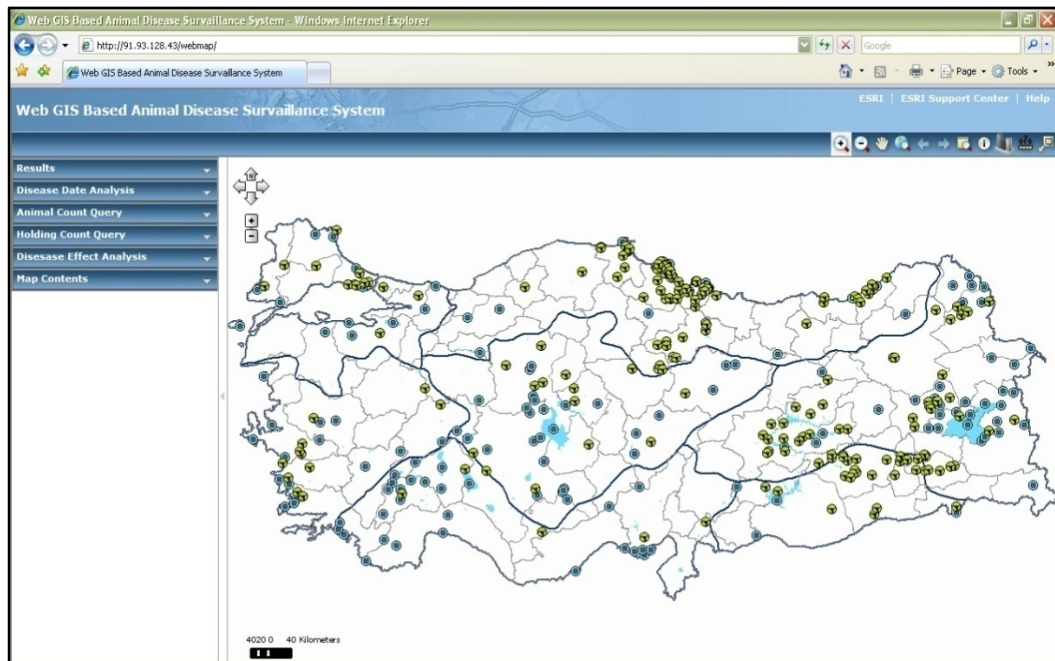 Web GIS Based Animal Disease Survaillance System - Windows Internet Explorer
http://91.93.128.43/webmap/
Google
Web GIS Based Animal Disease Survaillance System
Page
Tools
ESRI | ESRI Support Center | Help
Web GIS Based Animal Disease Survaillance System
Results
Disease Date Analysis
Animal Count Query
Holding Count Query
Disesase Effect Analysis
Map Contents
N
4020 0 40 Kilometers